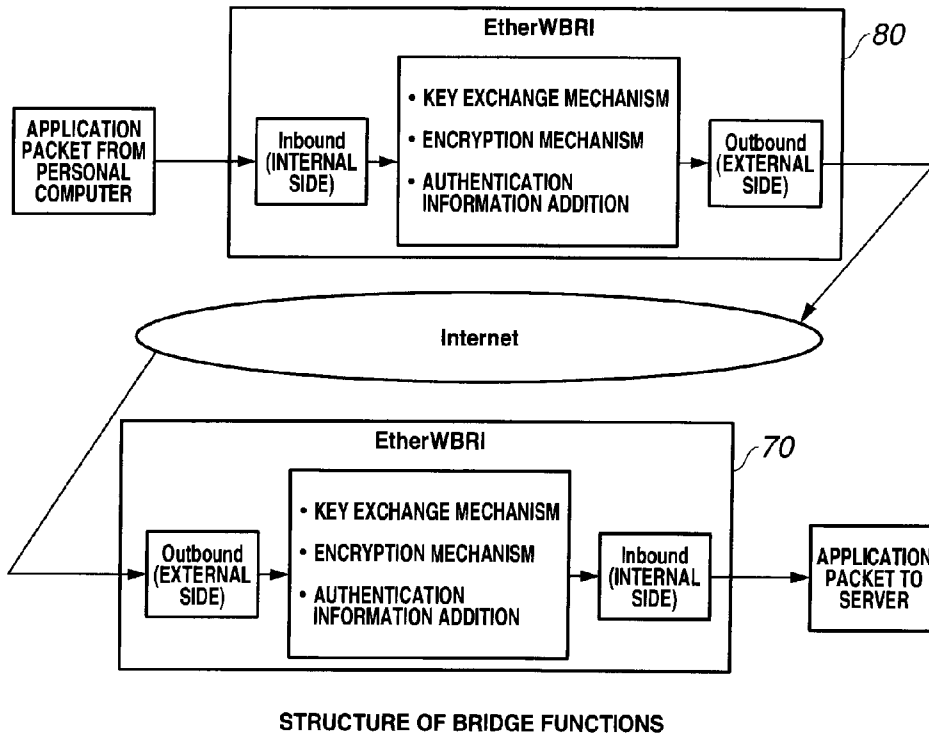 EtherWBRI
80
APPLICATION
PACKET FROM
PERSONAL
COMPUTER
Inbound
(INTERNAL
SIDE)
• KEY EXCHANGE MECHANISM
• ENCRYPTION MECHANISM
• AUTHENTICATION
INFORMATION ADDITION
Outbound
(EXTERNAL
SIDE)
Internet
EtherWBRI
70
Outbound
(EXTERNAL
SIDE)
• KEY EXCHANGE MECHANISM
• ENCRYPTION MECHANISM
• AUTHENTICATION
INFORMATION ADDITION
Inbound
(INTERNAL
SIDE)
APPLICATION
PACKET TO
SERVER
STRUCTURE OF BRIDGE FUNCTIONS